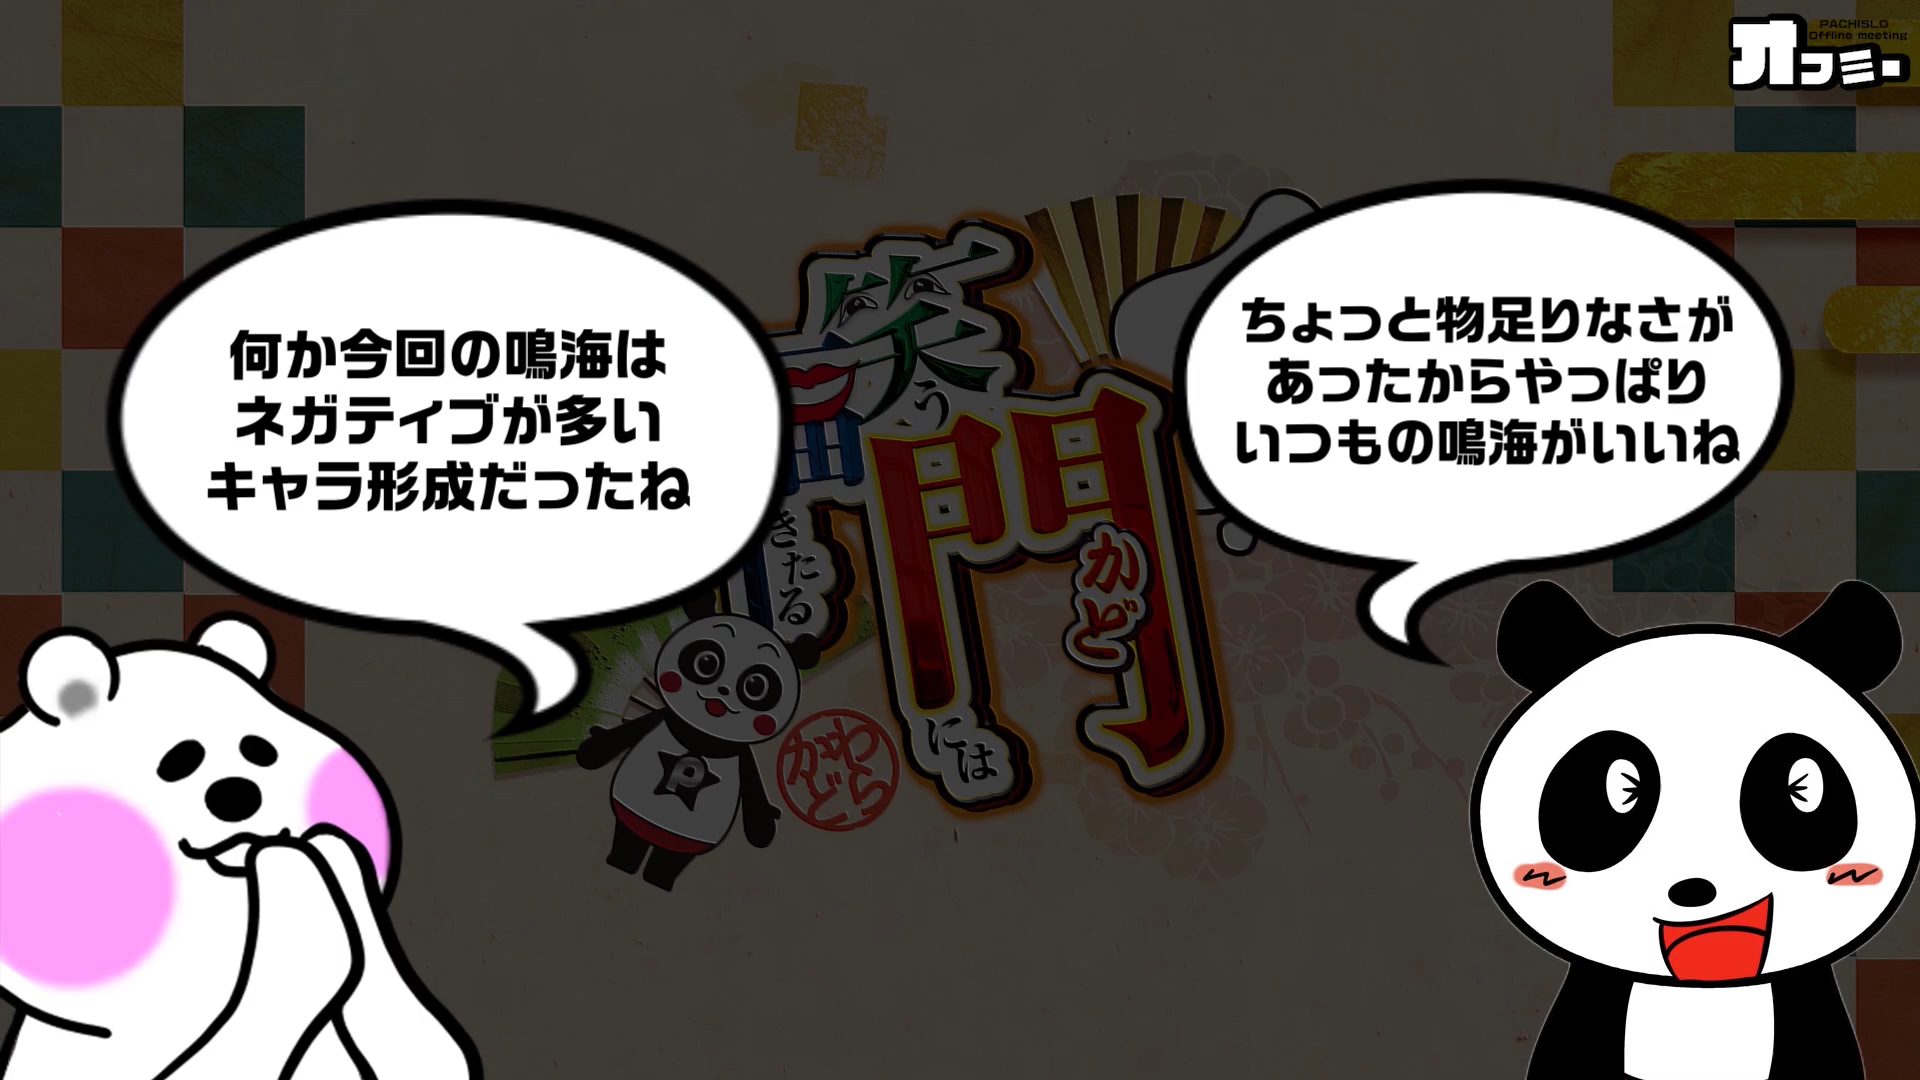 PACHISLO
Offline meeting
オフミー
何か今回の鳴海は
ネガティブが多い
キャラ形成だったね
ちょっと物足りなさが
あったからやっぱり
いつもの鳴海がいいね
笑う
門
かど
には
きたる
P
わら
がど